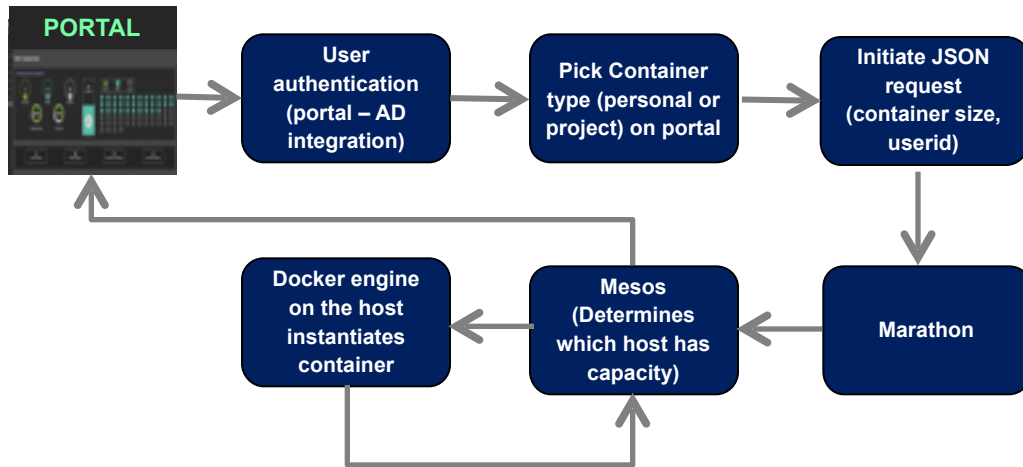 PORTAL
User
authentication
(portal – AD
integration)
Pick Container
type (personal or
project) on portal
Initiate JSON
request
(container size,
userid)
Docker engine
on the host
instantiates
container
Mesos
(Determines
which host has
capacity)
Marathon